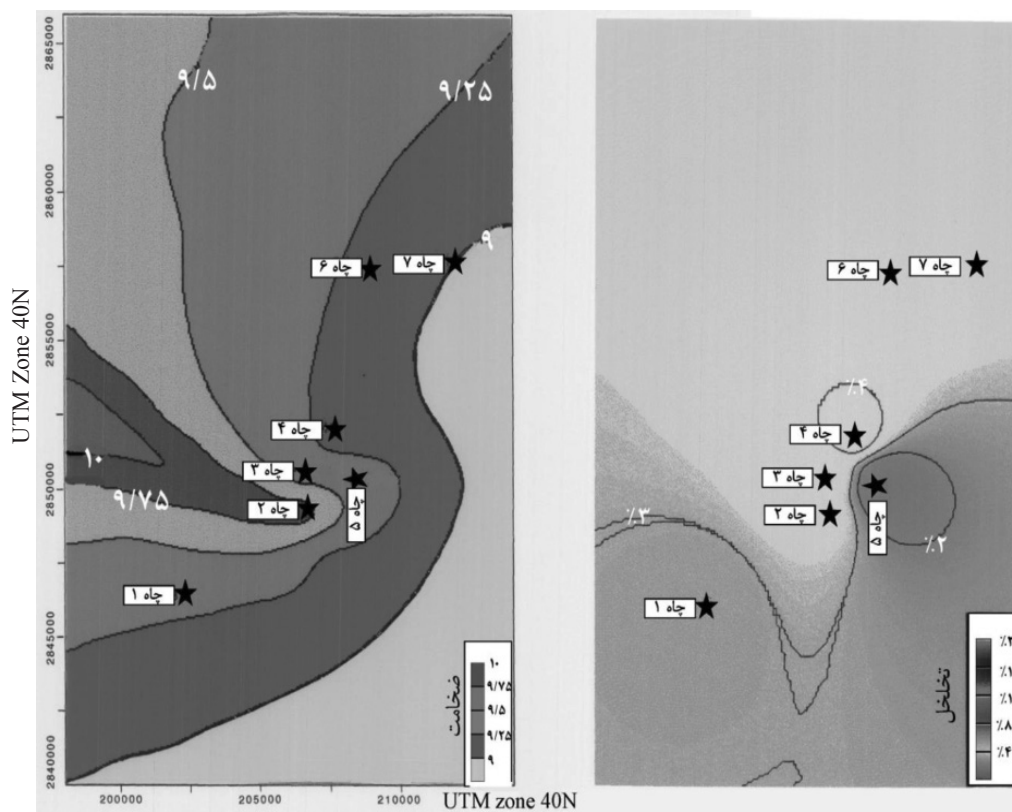 2865000
2860000
2855000
2850000
2845000
2840000
UTM Zone 40N
۹/۵
۹/۲۵
۹
چاه ۶
چاه ۷
چاه ۴
چاه ۳
چاه ۲
چاه ۵
چاه ۱
۱۰
۹/۷۵
ضخامت
۱۰
۹/۷۵
۹/۵
۹/۲۵
۹
200000
205000
210000
UTM zone 40N
چاه ۶
چاه ۷
٪۴
چاه ۴
چاه ۳
چاه ۲
چاه ۵
٪۳
٪۲
چاه ۱
تخلخل
٪۸
٪۴